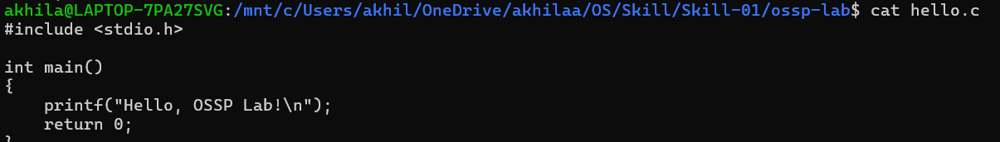 akhila@LAPTOP-7PA27SVG:/mnt/c/Users/akhil/OneDrive/akhilaa/OS/Skill/Skill-01/ossp-lab$ cat hello.c
#include <stdio.h>

int main()
{
    printf("Hello, OSSP Lab!\n");
    return 0;
}